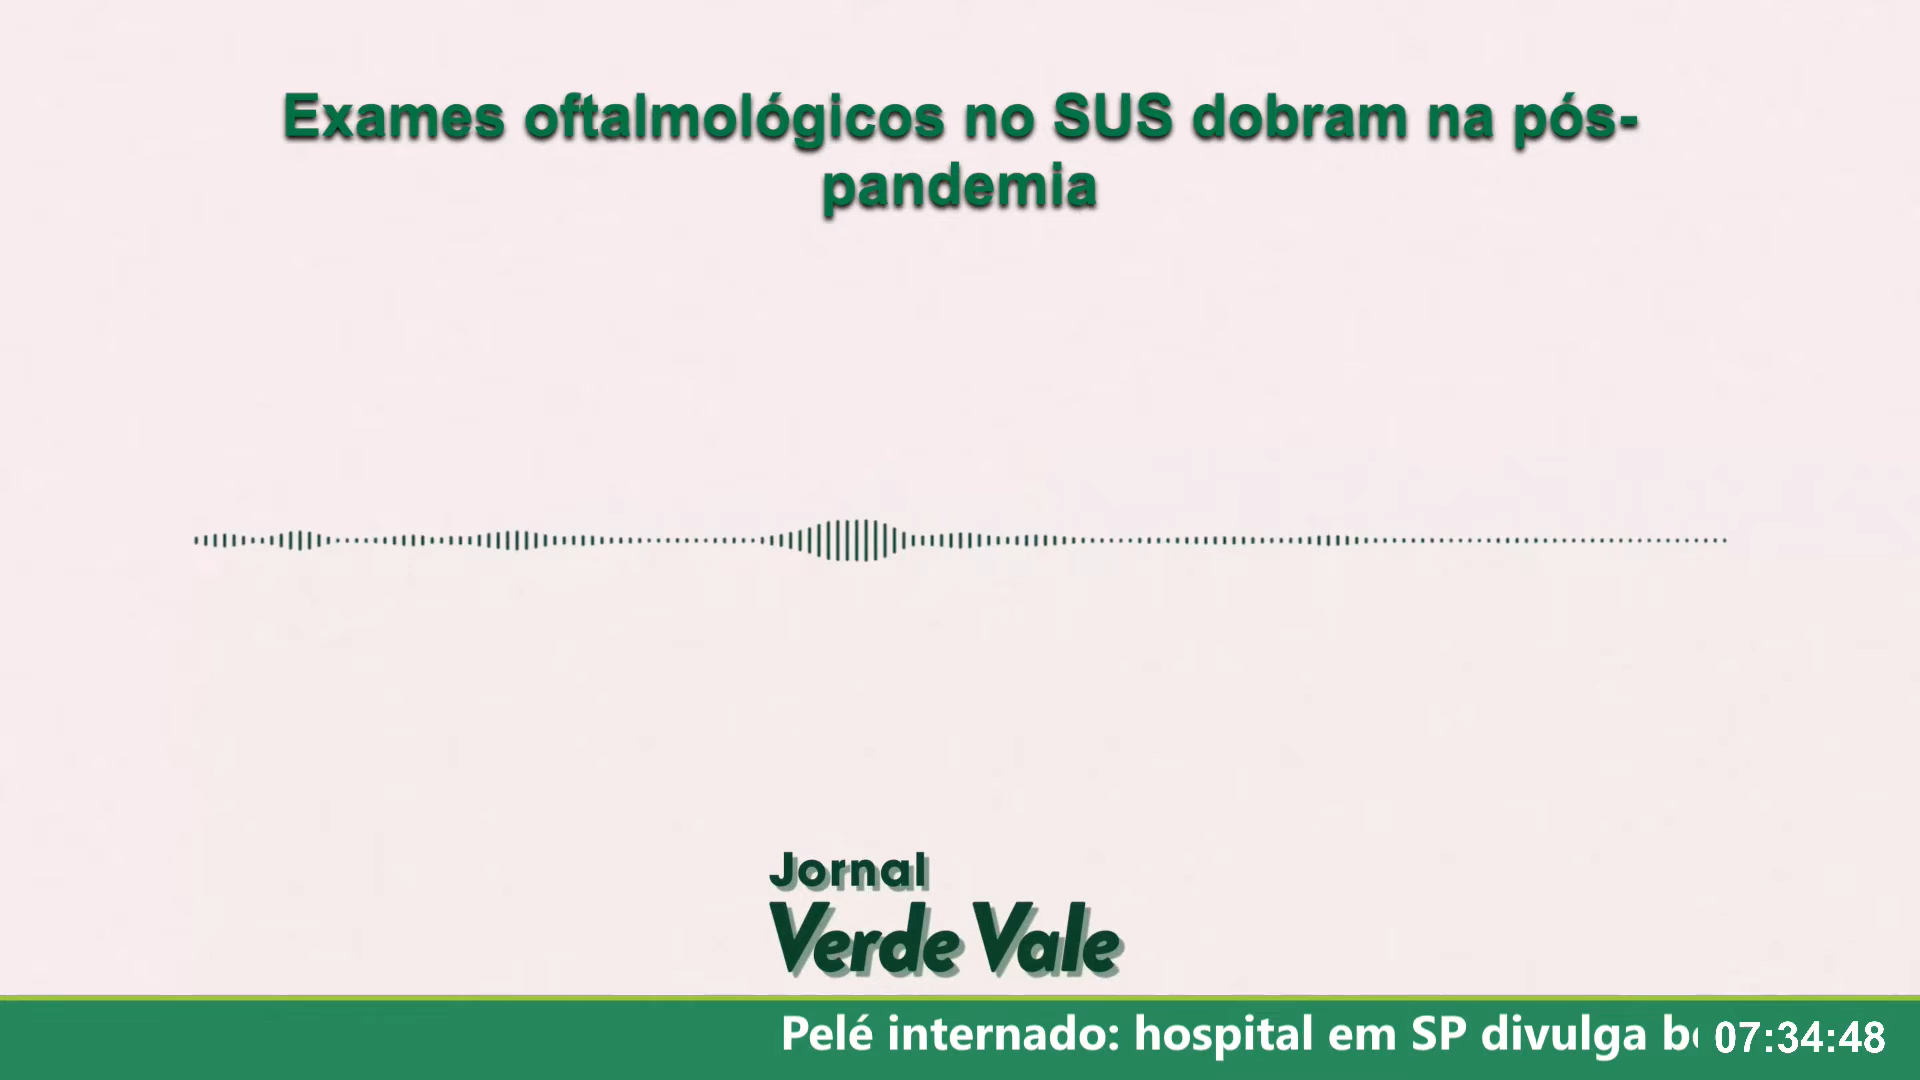 Exames oftalmológicos no SUS dobram na pós-
pandemia
Jornal
Verde Vale
Pelé internado: hospital em SP divulga
07:34:48